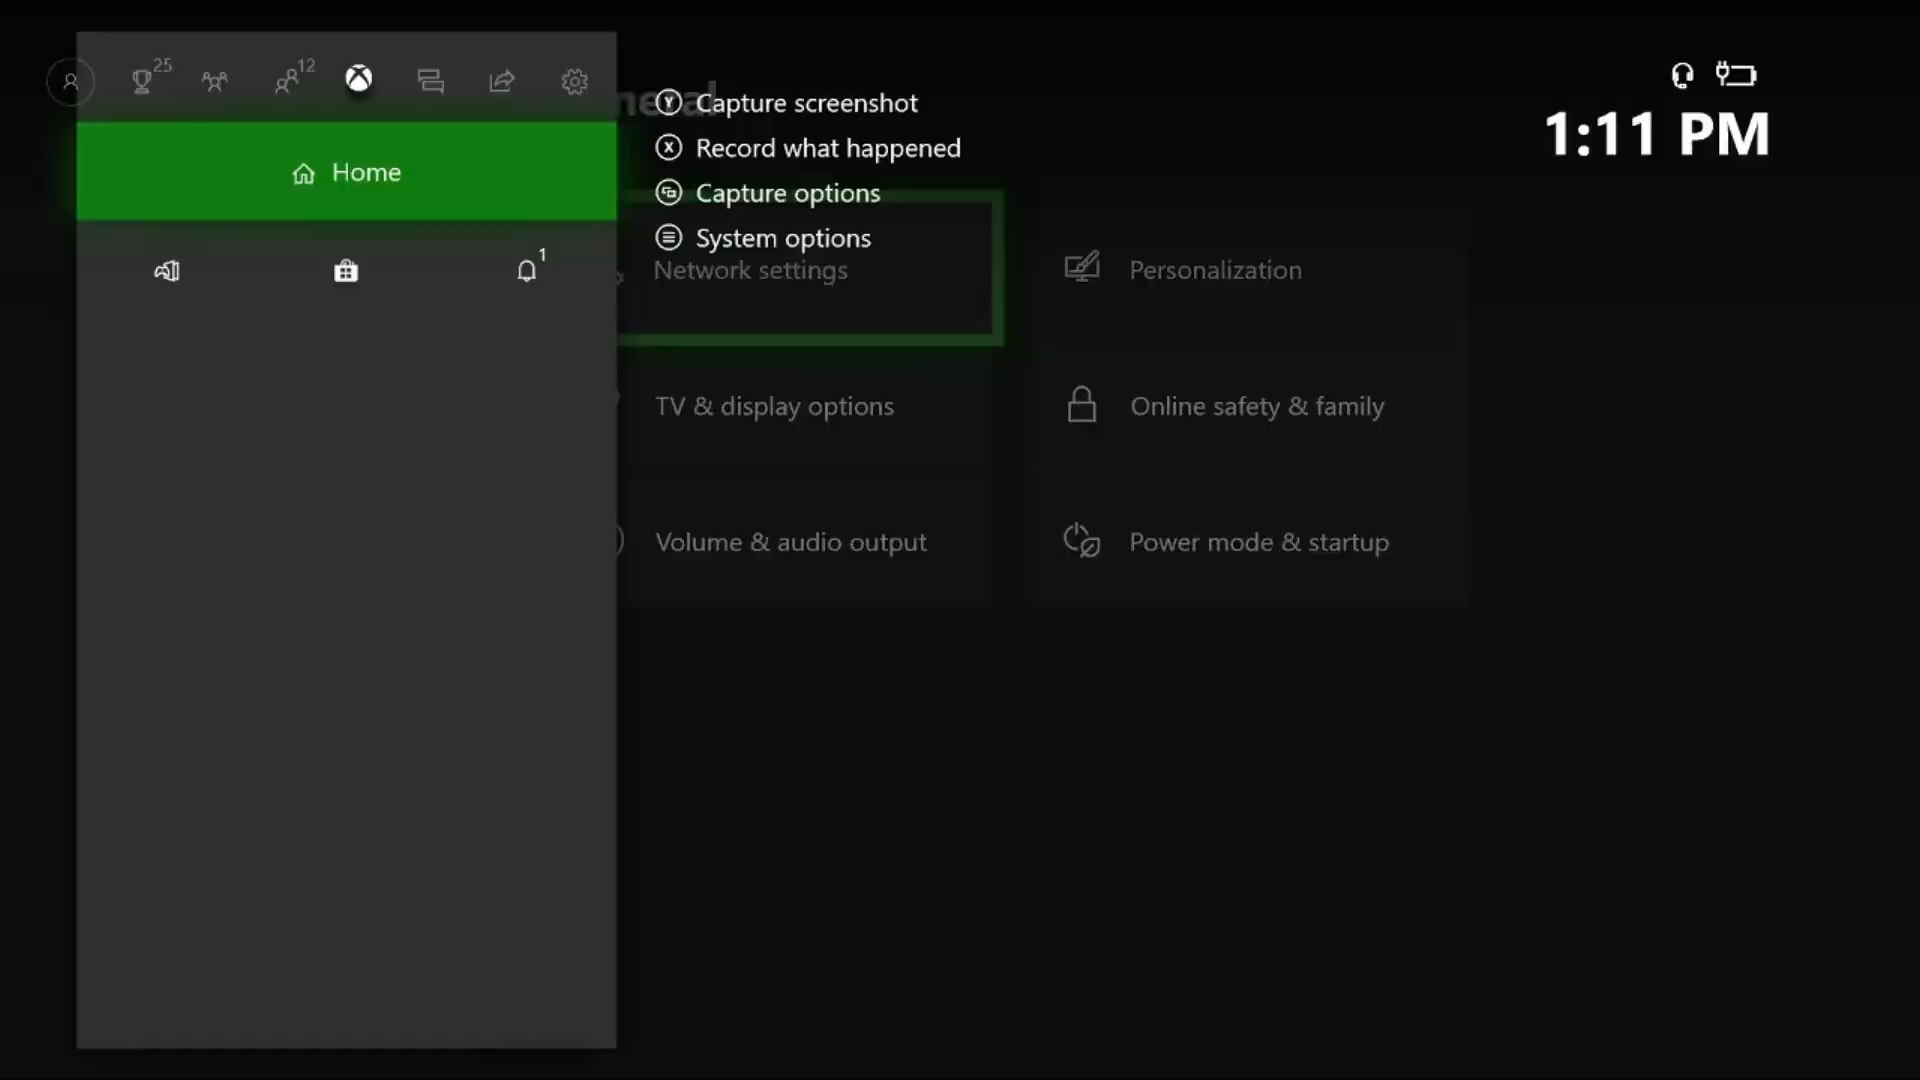 25
12
Home
1
Y Capture screenshot
X Record what happened
Capture options
System options
1:11 PM
neral
Network settings
Personalization
TV & display options
Online safety & family
Volume & audio output
Power mode & startup